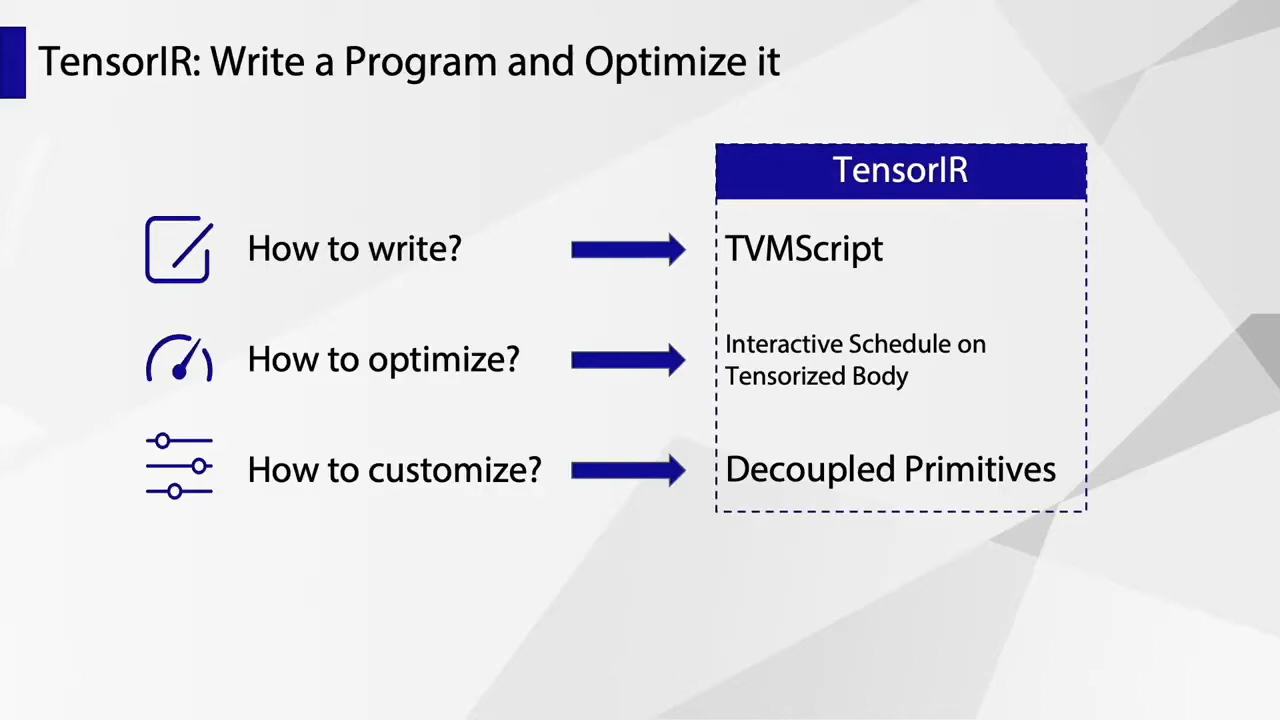 TensorIR: Write a Program and Optimize it
TensorIR
How to write?
TVMScript
How to optimize?
Interactive Schedule on
Tensorized Body
How to customize?
Decoupled Primitives